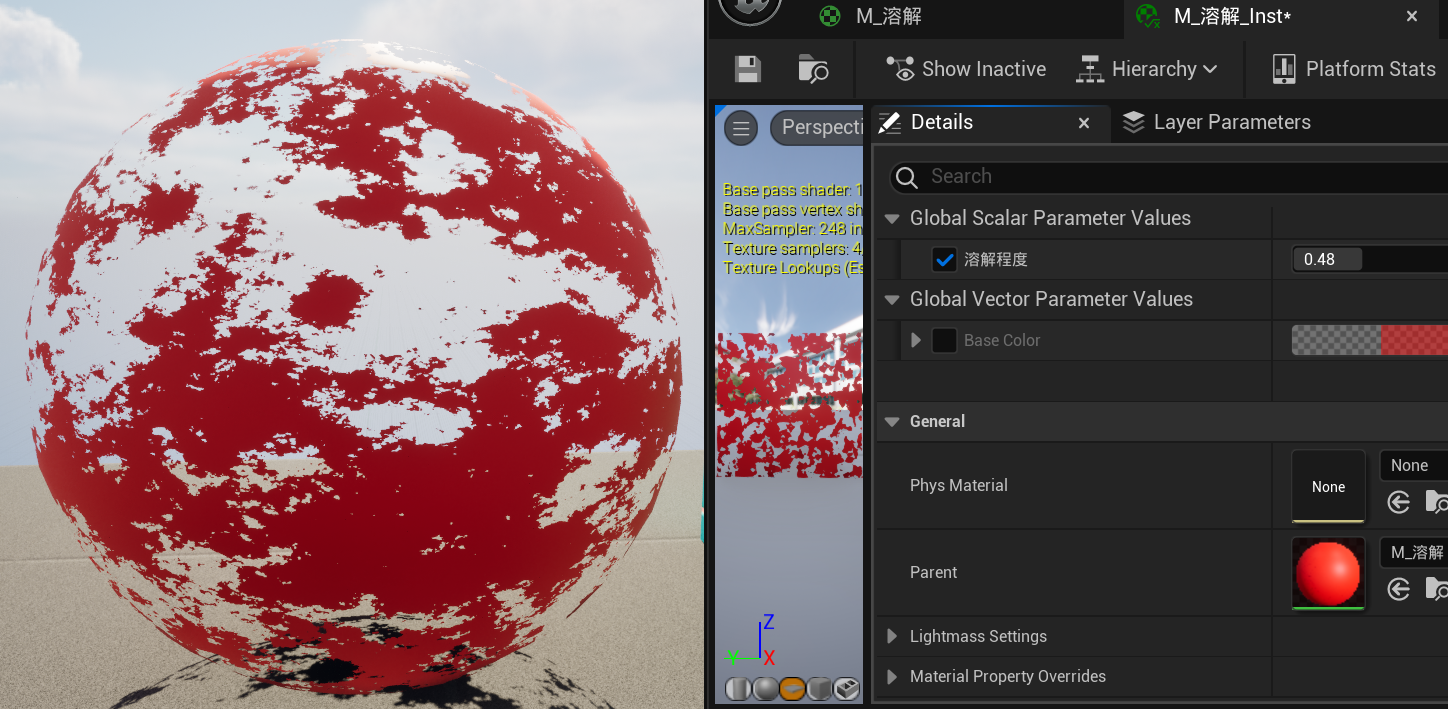 M_溶解
M_溶解_Inst*
Show Inactive
Hierarchy
Platform Stats
Perspecti
Details
Layer Parameters
Search
Base pass shader: 1
Base pass vertex sh
MaxSampler: 248 in
Texture samplers: 4
Texture Lookups (Es
Global Scalar Parameter Values
溶解程度
0.48
Global Vector Parameter Values
Base Color
General
Phys Material
None
None
Parent
M_溶解
Lightmass Settings
Material Property Overrides
Z
Y
X